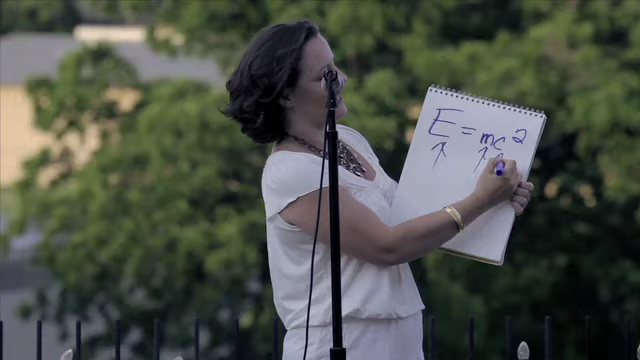 E = mc²